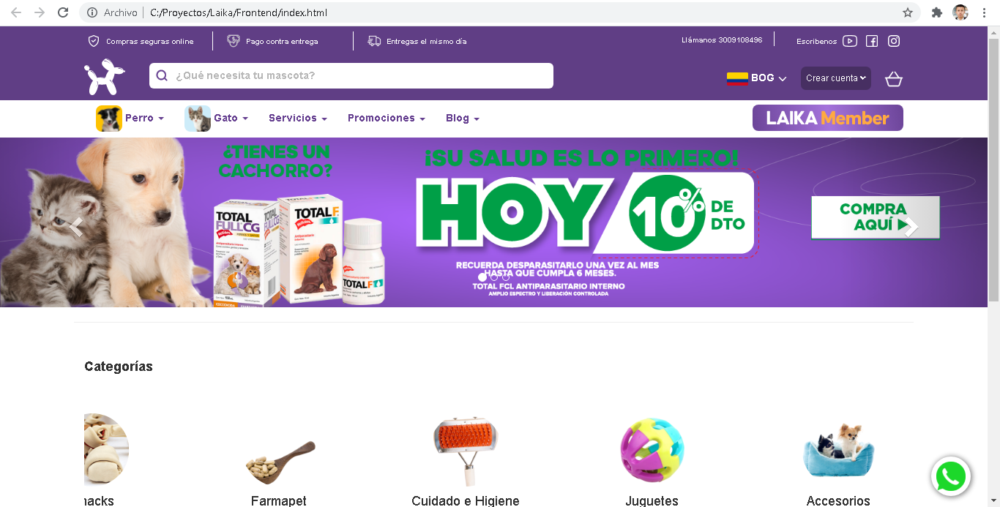 Archivo C:/Proyectos/Laika/Frontend/index.html
Compras seguras online
Pago contra entrega
Entregas el mismo día
Llámanos 3009108496
Escribenos
¿Qué necesita tu mascota?
BOG
Crear cuenta
Perro
Gato
Servicios
Promociones
Blog
LAIKA Member
¿TIENES UN
CACHORRO?
¡SU SALUD ES LO PRIMERO!
HOY 10% DE
DTO
COMPRA
AQUÍ
TOTAL
FULL CG
TOTAL F
TOTAL F
RECUERDA DESPARASITARLO UNA VEZ AL MES
HASTA QUE CUMPLA 6 MESES.
TOTAL FCL ANTIPARASITARIO INTERNO
AMPLIO ESPECTRO Y LIBERACIÓN CONTROLADA
Categorías
nacks
Farmapet
Cuidado e Higiene
Juguetes
Accesorios